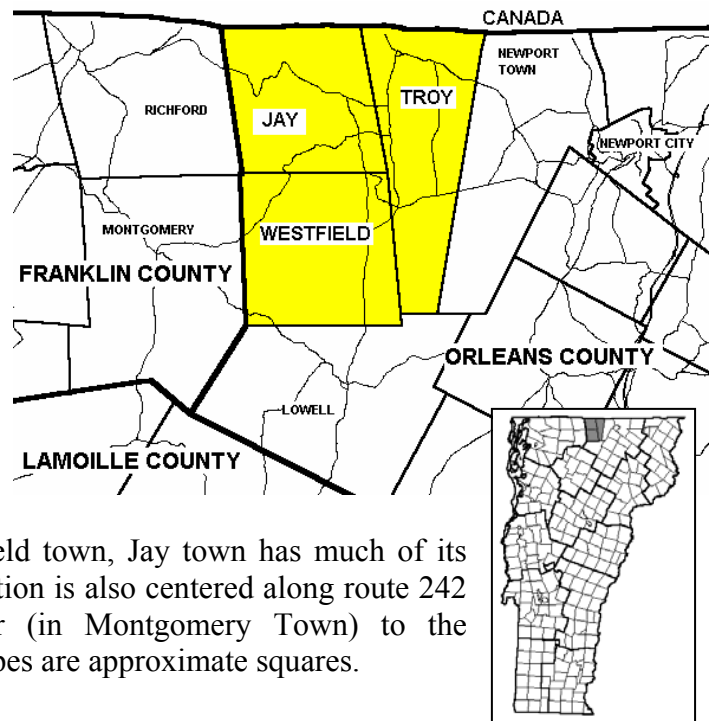 CANADA
NEWPORT
TOWN
TROY
RICHFORD
JAY
NEWPORT CITY
MONTGOMERY
WESTFIELD
FRANKLIN COUNTY
ORLEANS COUNTY
LOWELL
LAMOILLE COUNTY
eld town, Jay town has much of its
tion is also centered along route 242
r (in Montgomery Town) to the
pes are approximate squares.